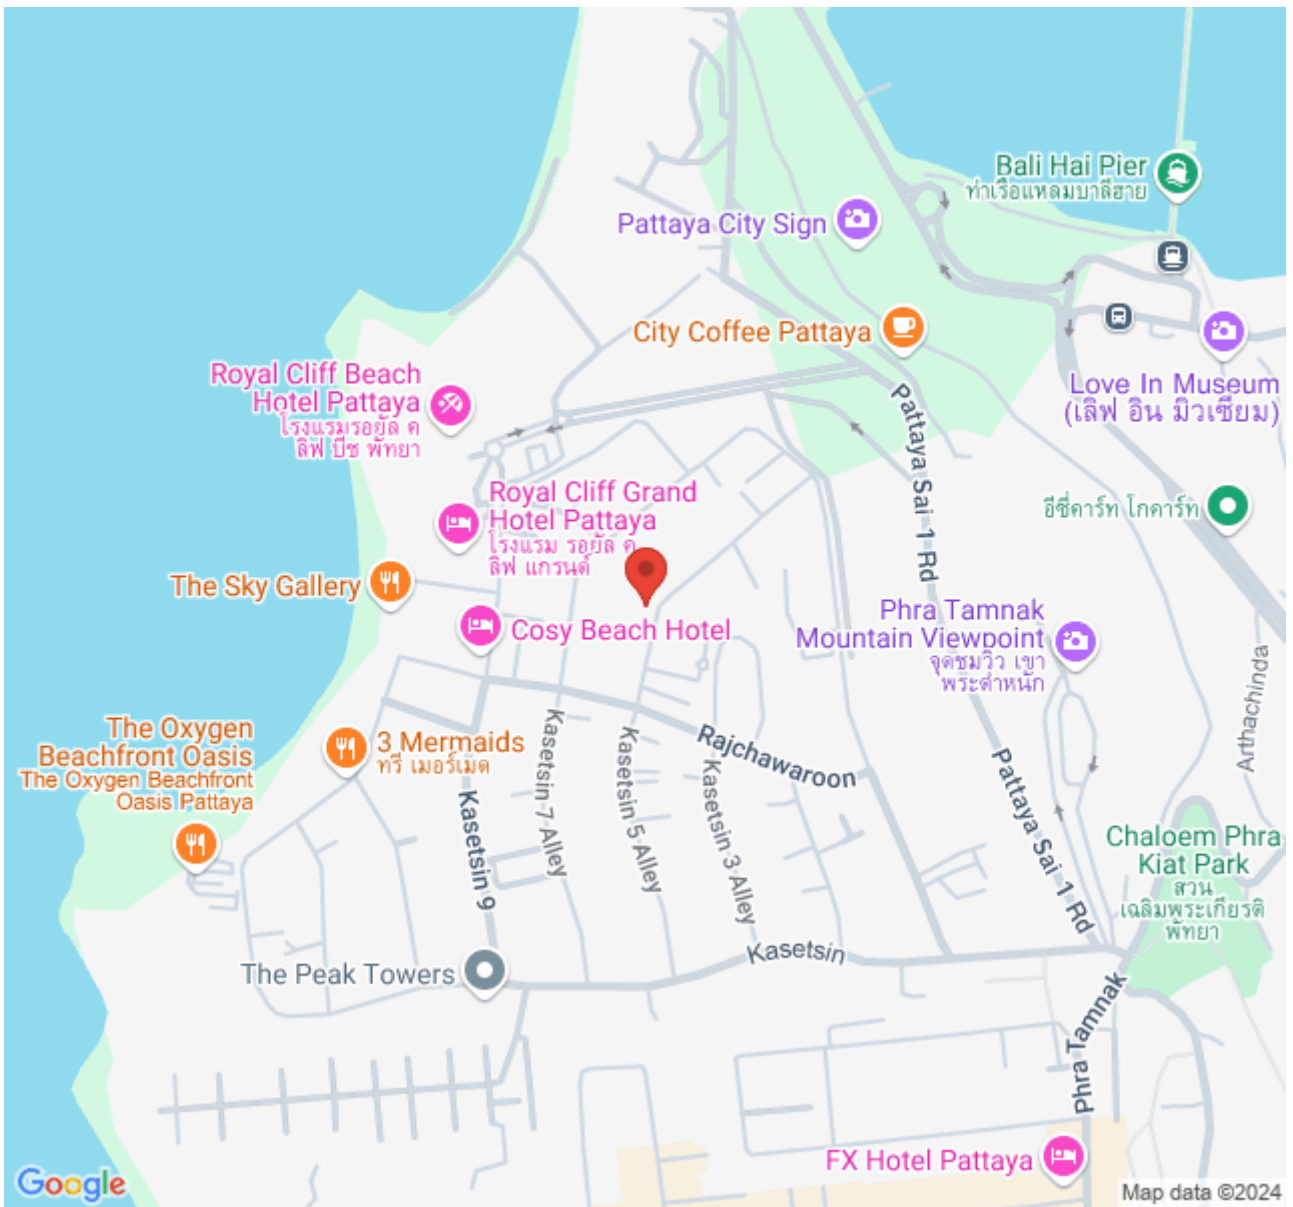 Bali Hai Pier
ท่าเรือแหลมบาลีฮาย
Pattaya City Sign
City Coffee Pattaya
Royal Cliff Beach
Hotel Pattaya
โรงแรมรอยัล ค
ลิฟ บีช พัทยา
Love In Museum
(เลิฟ อิน มิวเซียม)
Pattaya Sai 1 Rd
Royal Cliff Grand
Hotel Pattaya
โรงแรม รอยัล ค
ลิฟ แกรนด์
อีซี่คาร์ท โกคาร์ท
The Sky Gallery
Cosy Beach Hotel
Phra Tamnak
Mountain Viewpoint
จุดชมวิว เขา
พระตำหนัก
Arthachinda
The Oxygen
Beachfront Oasis
The Oxygen Beachfront
Oasis Pattaya
3 Mermaids
ทรี เมอร์เมด
Rajchawaroon
Kasetsin 9
Kasetsin 7 Alley
Kasetsin 5 Alley
Kasetsin 3 Alley
Pattaya Sai 1 Rd
Chaloem Phra
Kiat Park
สวน
เฉลิมพระเกียรติ
พัทยา
The Peak Towers
Kasetsin
Phra Tamnak
FX Hotel Pattaya
Google
Map data ©2024